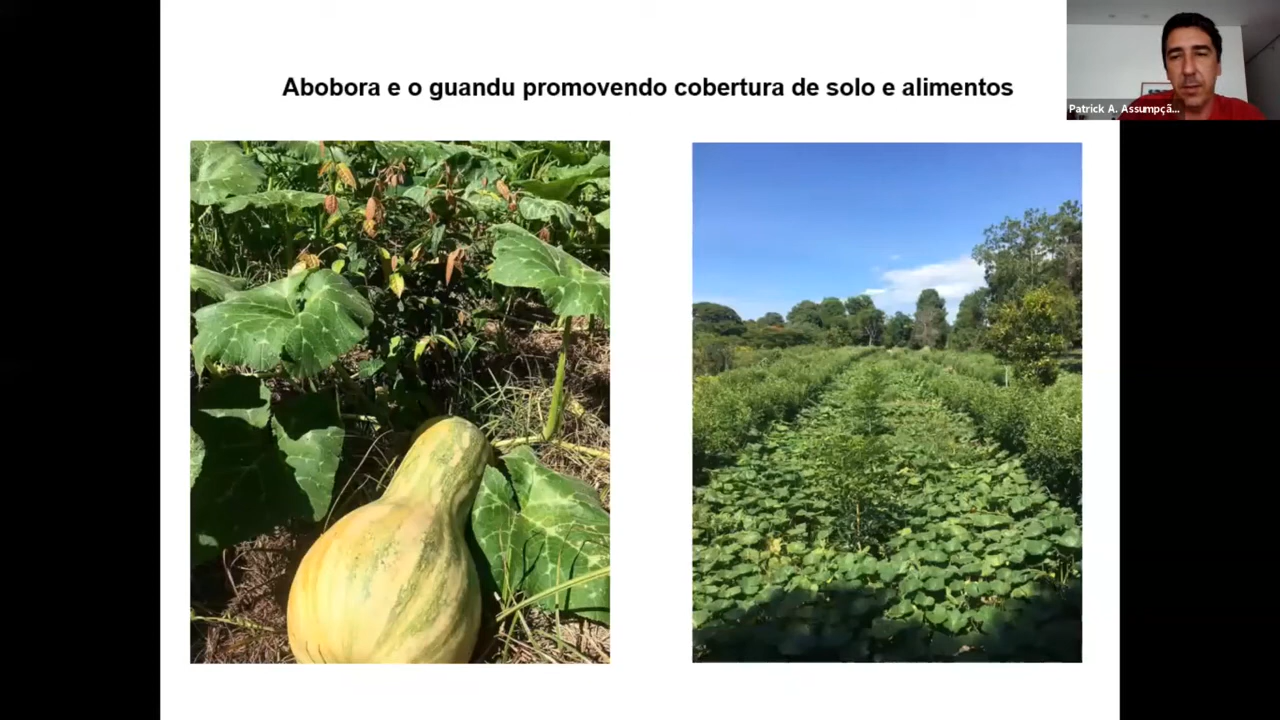 Abobora e o guandu promovendo cobertura de solo e alimentos
Patrick A. Assumpçã...